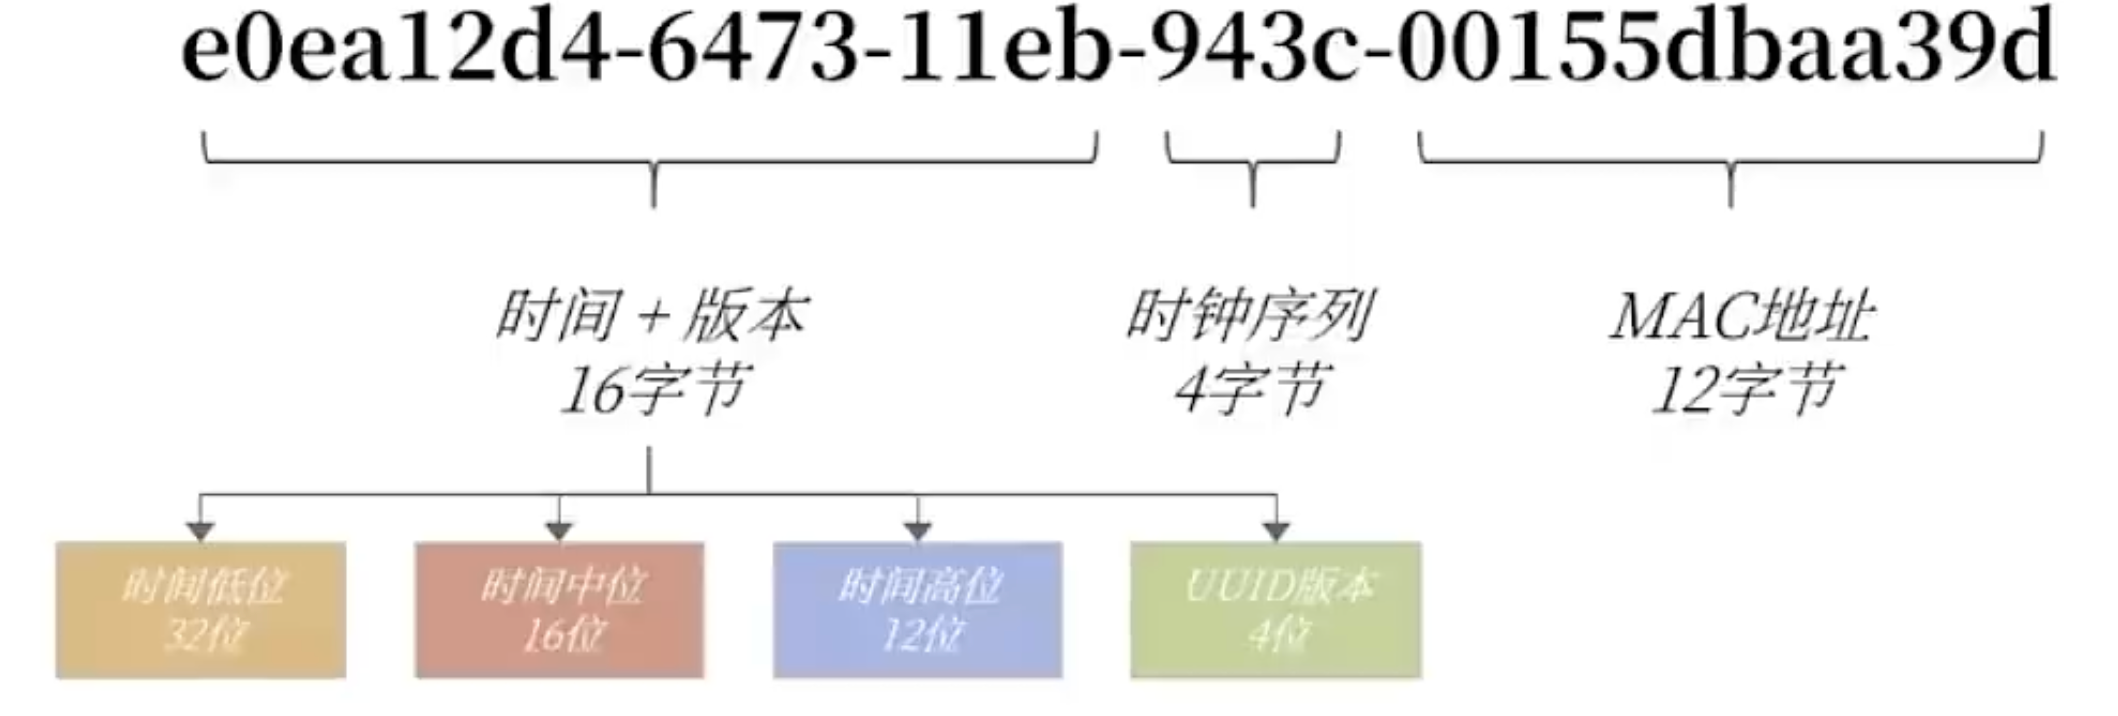 e0ea12d4-6473-11eb-943c-00155dbaa39d
时间 + 版本
16字节
时钟序列
4字节
MAC地址
12字节
时间低位
32位
时间中位
16位
时间高位
12位
UUID版本
4位